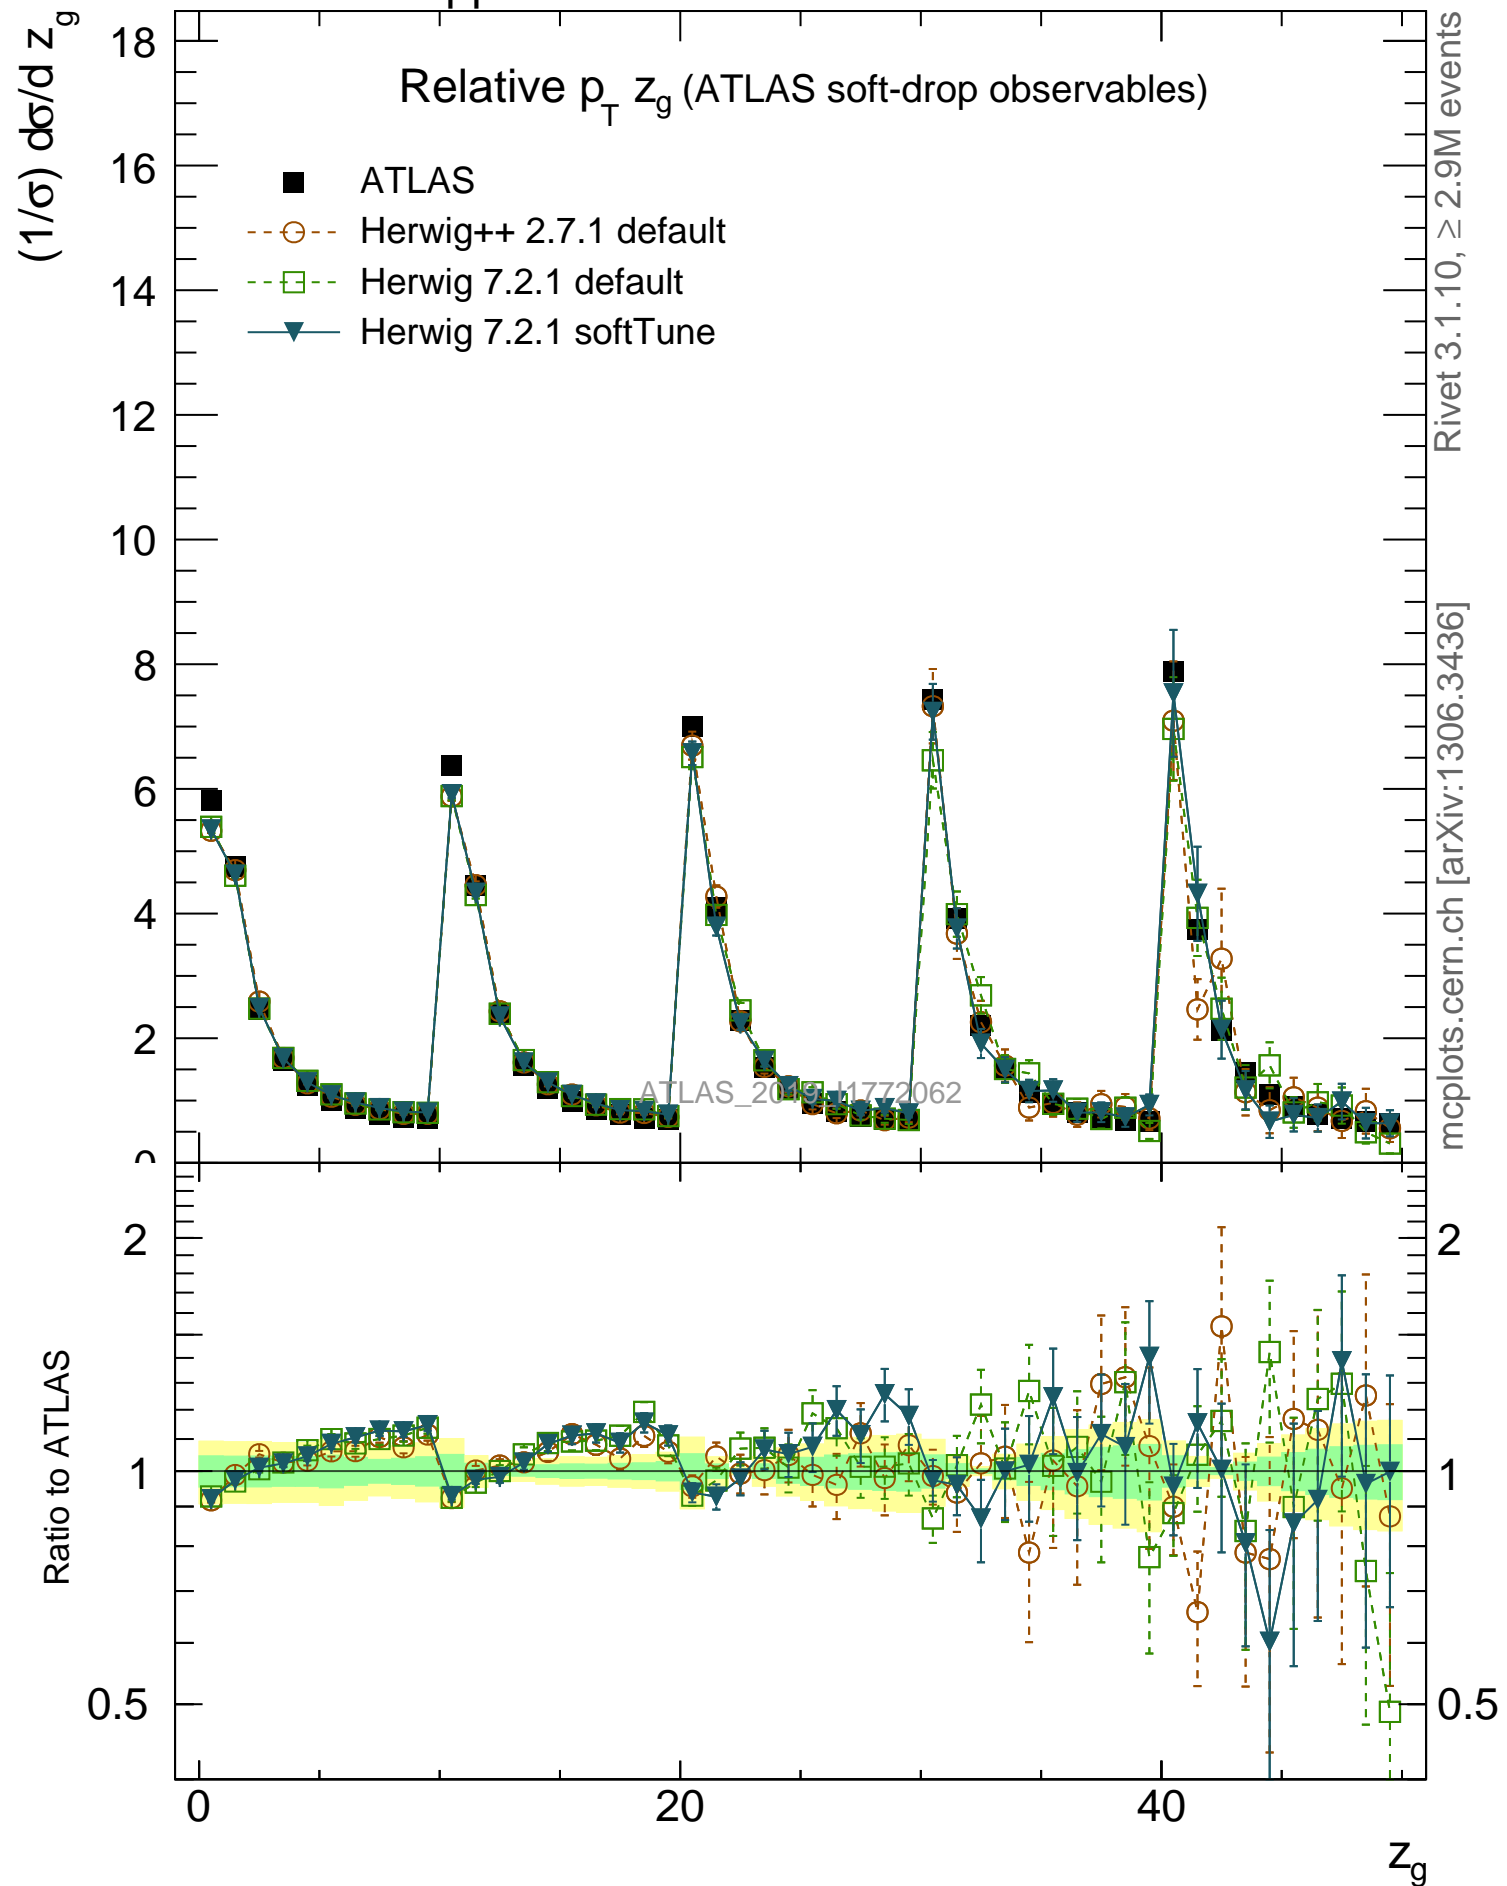 (1/σ) dσ/d z_g
Relative p_T z_g (ATLAS soft-drop observables)
ATLAS
Herwig++ 2.7.1 default
Herwig 7.2.1 default
Herwig 7.2.1 softTune
18
16
14
12
10
8
6
4
2
0
ATLAS_2019_I1772062
Rivet 3.1.10, ≥ 2.9M events
mcplots.cern.ch [arXiv:1306.3436]
Ratio to ATLAS
2
1
0.5
2
1
0.5
0
20
40
z_g